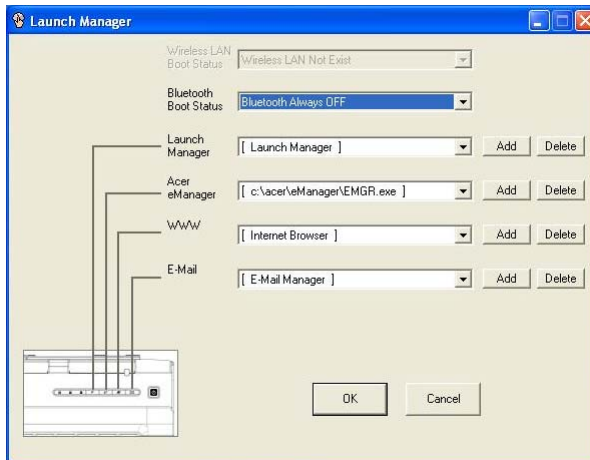 Launch Manager
Wireless LAN
Boot Status
Wireless LAN Not Exist
Bluetooth
Boot Status
Bluetooth Always OFF
Launch
Manager
[ Launch Manager ]
Add
Delete
Acer
eManager
[ c:\acer\eManager\EMGR.exe ]
Add
Delete
WWW
[ Internet Browser ]
Add
Delete
E-Mail
[ E-Mail Manager ]
Add
Delete
OK
Cancel